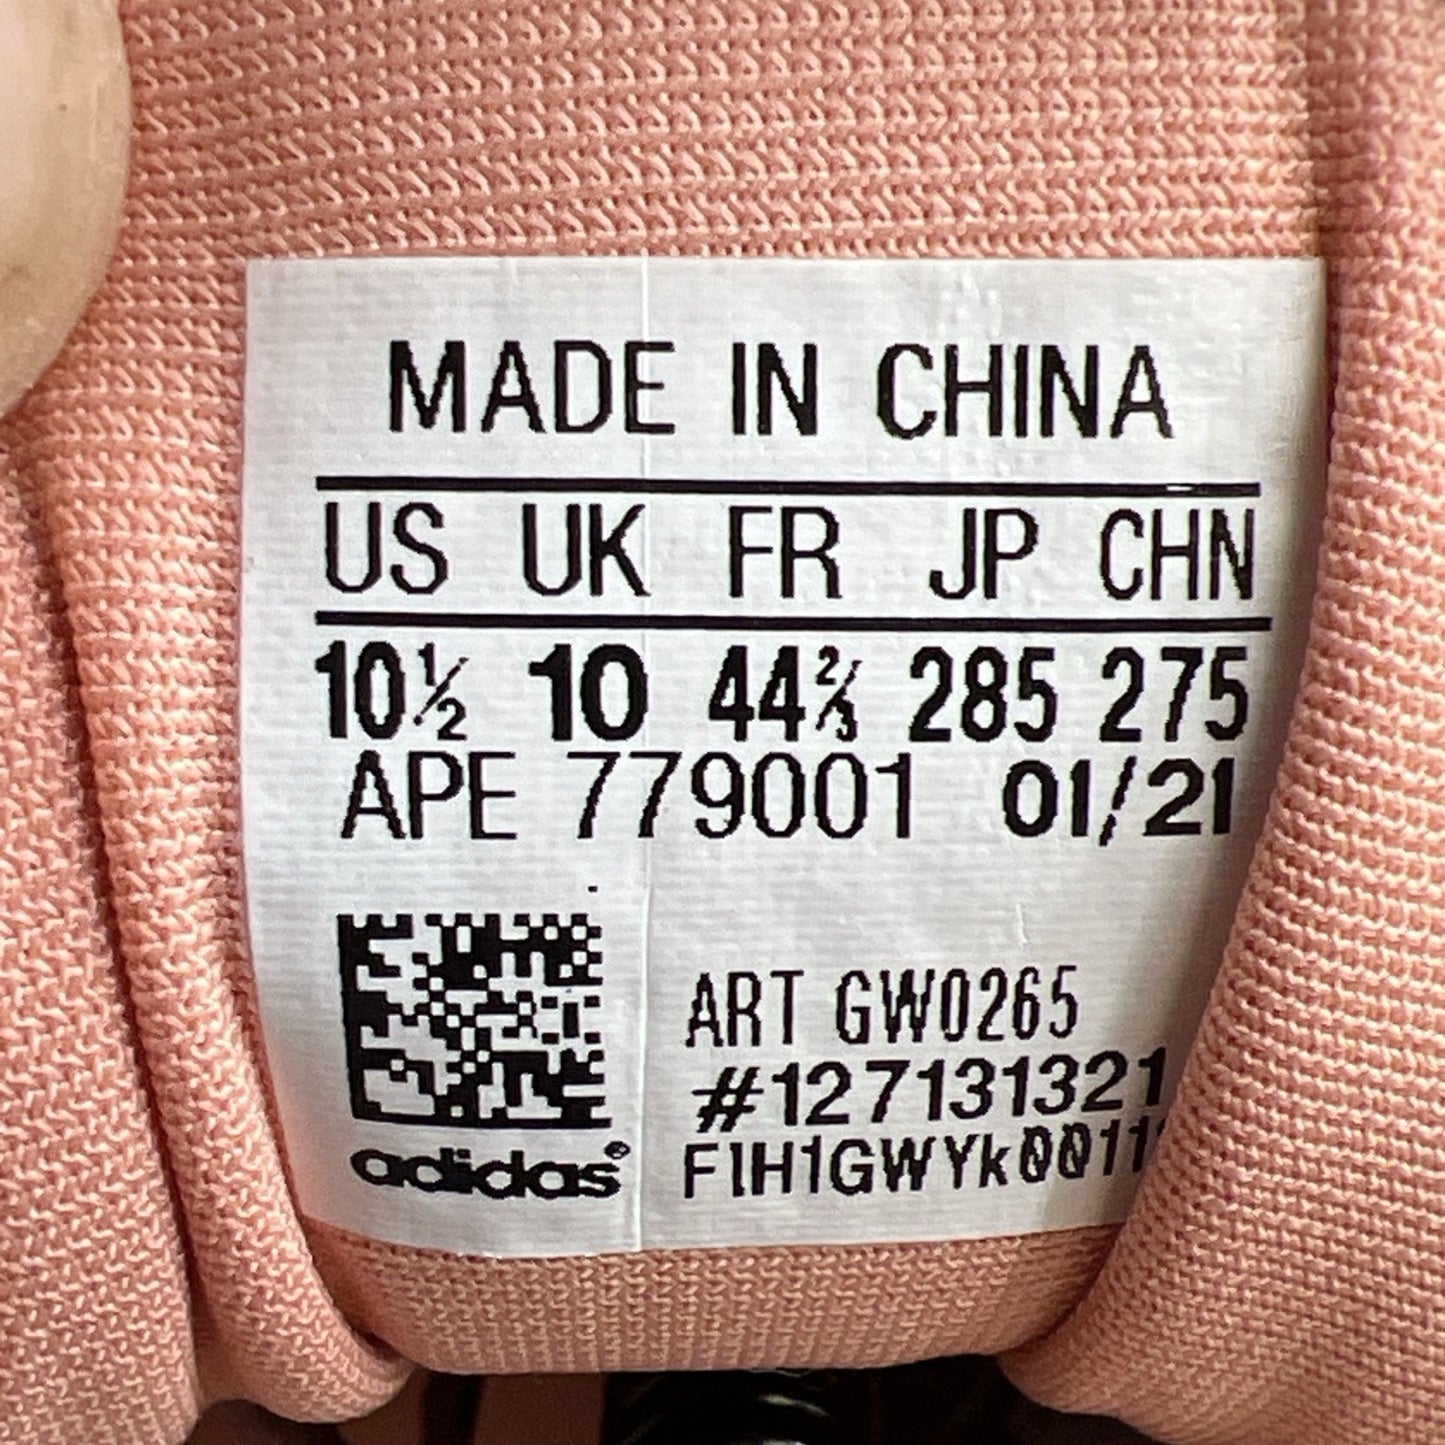 MADE IN CHINA
US UK FR JP CHN
10½ 10 44⅔ 285 275
APE 779001 01/21
ART GW0265
#127131321
adidas®